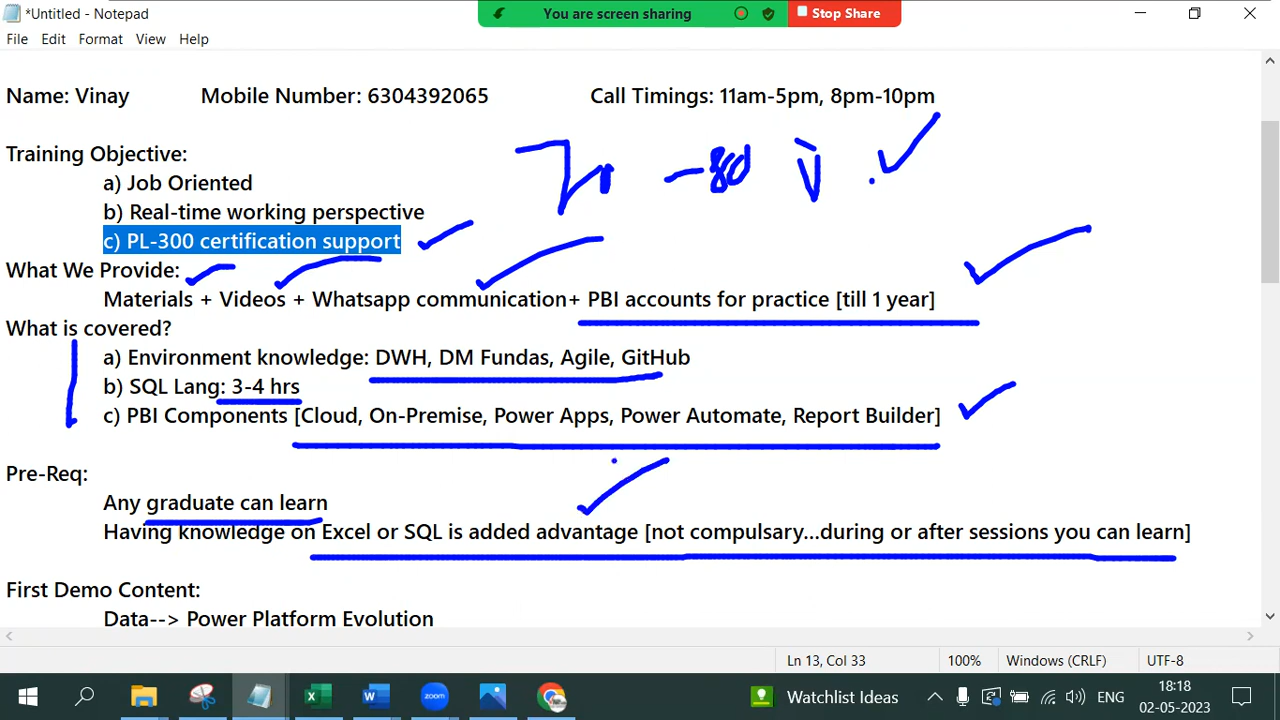 *Untitled - Notepad
You are screen sharing
Stop Share
File Edit Format View Help
Name: Vinay Mobile Number: 6304392065 Call Timings: 11am-5pm, 8pm-10pm
Training Objective:
a) Job Oriented
b) Real-time working perspective
c) PL-300 certification support
What We Provide:
Materials + Videos + Whatsapp communication+ PBI accounts for practice [till 1 year]
What is covered?
a) Environment knowledge: DWH, DM Fundas, Agile, GitHub
b) SQL Lang: 3-4 hrs
c) PBI Components [Cloud, On-Premise, Power Apps, Power Automate, Report Builder]
Pre-Req:
Any graduate can learn
Having knowledge on Excel or SQL is added advantage [not compulsary...during or after sessions you can learn]
First Demo Content:
Data--> Power Platform Evolution
Ln 13, Col 33 100% Windows (CRLF) UTF-8
zoom
Watchlist Ideas
ENG
18:18
02-05-2023